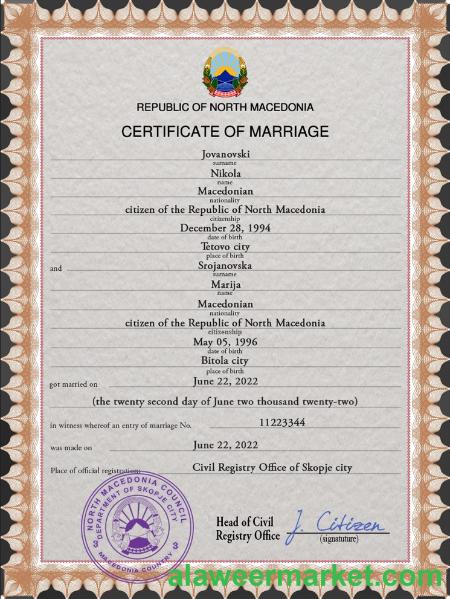 REPUBLIC OF NORTH MACEDONIA
CERTIFICATE OF MARRIAGE
Jovanovski
surname
Nikola
name
Macedonian
nationality
citizen of the Republic of North Macedonia
citizenship
December 28, 1994
date of birth
Tetovo city
place of birth
and Srojanovska
surname
Marija
name
Macedonian
nationality
citizen of the Republic of North Macedonia
citizenship
May 05, 1996
date of birth
Bitola city
place of birth
got married on June 22, 2022
(the twenty second day of June two thousand twenty-two)
in witness whereof an entry of marriage No. 11223344
was made on June 22, 2022
Place of official registration: Civil Registry Office of Skopje city
NORTH MACEDONIA COUNCIL
DEPARTMENT OF SKOPJE CITY
MACEDONIA COUNTRY
Head of Civil
Registry Office
J. Citizen
(signstuture)
alaweermarket.com